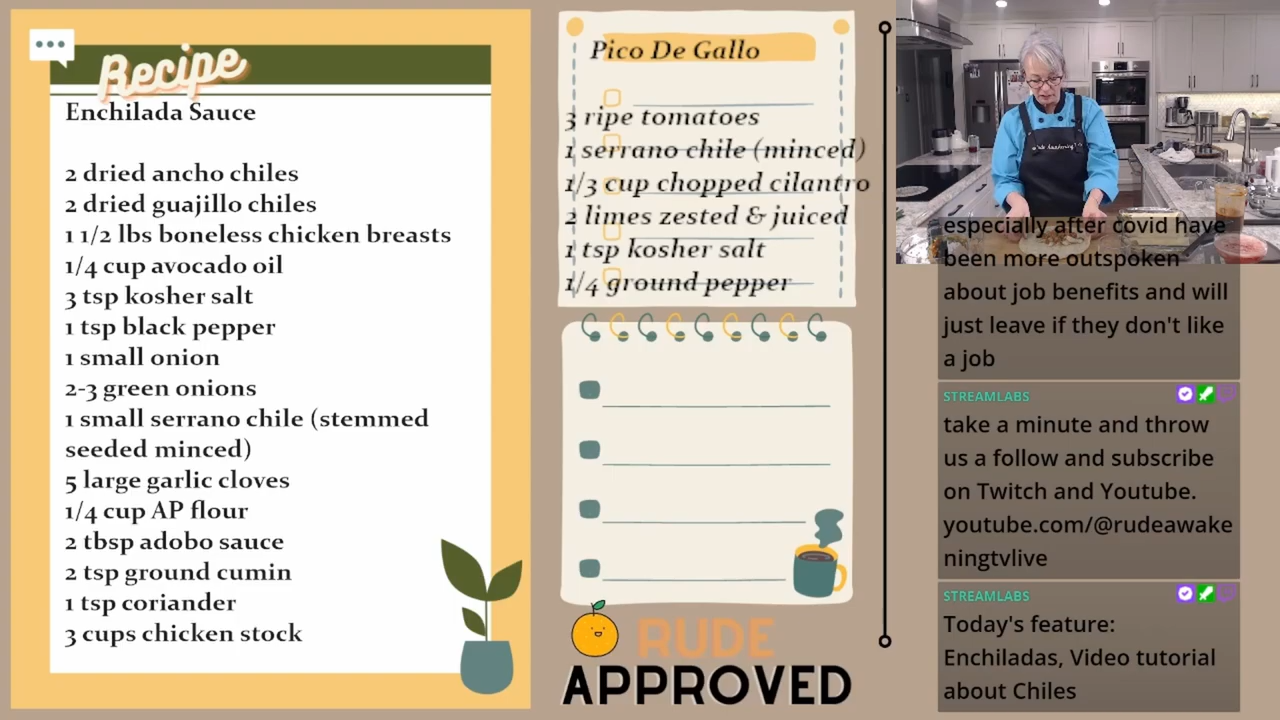 Recipe
Enchilada Sauce
2 dried ancho chiles
2 dried guajillo chiles
1 1/2 lbs boneless chicken breasts
1/4 cup avocado oil
3 tsp kosher salt
1 tsp black pepper
1 small onion
2-3 green onions
1 small serrano chile (stemmed
seeded minced)
5 large garlic cloves
1/4 cup AP flour
2 tbsp adobo sauce
2 tsp ground cumin
1 tsp coriander
3 cups chicken stock
Pico De Gallo
3 ripe tomatoes
1 serrano chile (minced)
1/3 cup chopped cilantro
2 limes zested & juiced
1 tsp kosher salt
1/4 ground pepper
RUDE
APPROVED
especially after covid have
been more outspoken
about job benefits and will
just leave if they don't like
a job
STREAMLABS
take a minute and throw
us a follow and subscribe
on Twitch and Youtube.
youtube.com/@rudeawake
ningtvlive
STREAMLABS
Today's feature:
Enchiladas, Video tutorial
about Chiles